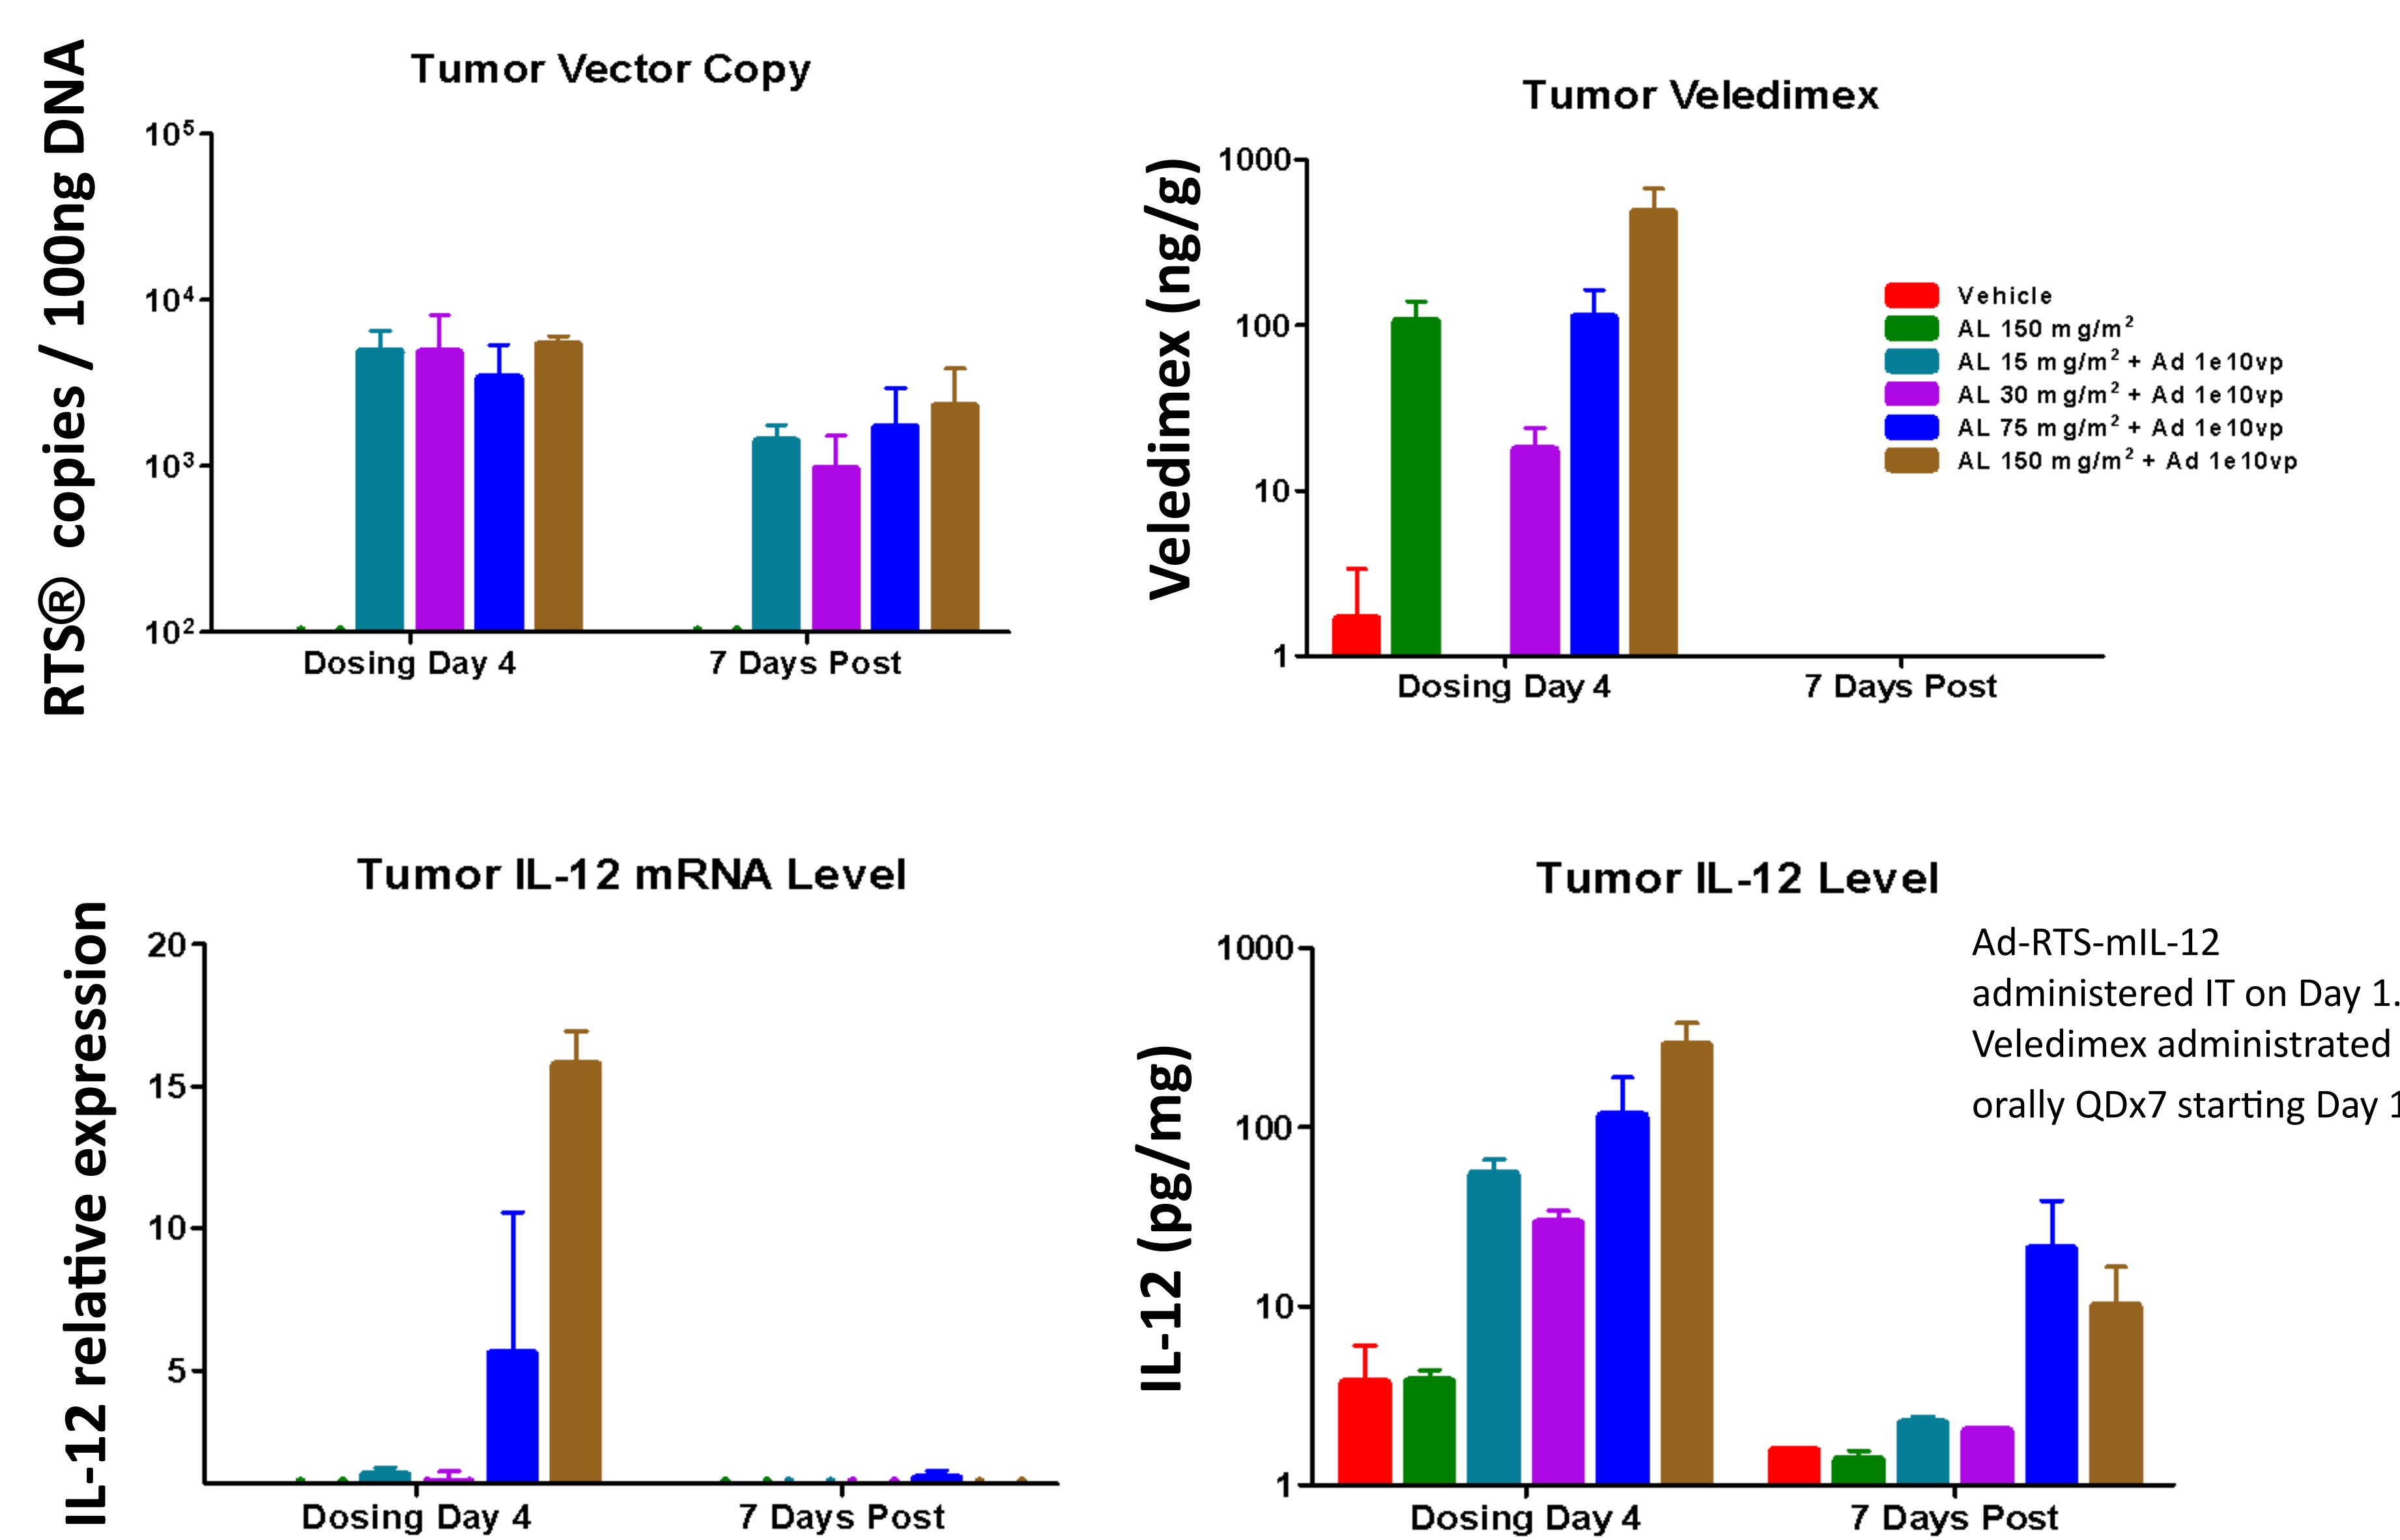 Tumor Vector Copy
RTS® copies / 100ng DNA
10⁵
10⁴
10³
10²
Dosing Day 4
7 Days Post
Tumor Veledimex
Veledimex (ng/g)
1000
100
10
1
Dosing Day 4
7 Days Post
Vehicle
AL 150 mg/m²
AL 15 mg/m² + Ad 1e10vp
AL 30 mg/m² + Ad 1e10vp
AL 75 mg/m² + Ad 1e10vp
AL 150 mg/m² + Ad 1e10vp
Tumor IL-12 mRNA Level
IL-12 relative expression
20
15
10
5
Dosing Day 4
7 Days Post
Tumor IL-12 Level
IL-12 (pg/mg)
1000
100
10
1
Dosing Day 4
7 Days Post
Ad-RTS-mIL-12
administered IT on Day 1.
Veledimex administrated
orally QDx7 starting Day 1